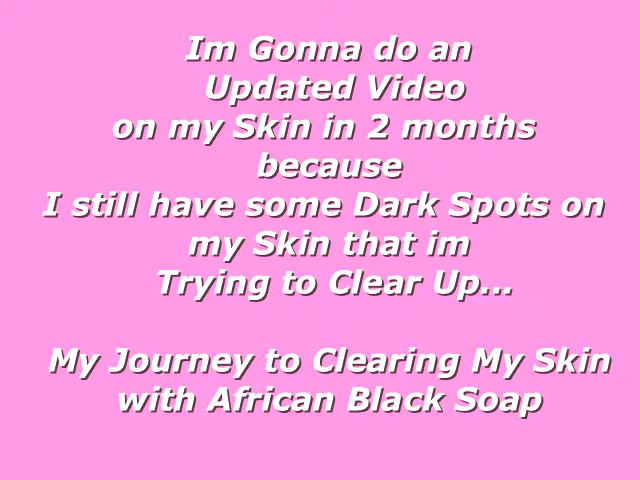 Im Gonna do an
Updated Video
on my Skin in 2 months
because
I still have some Dark Spots on
my Skin that im
Trying to Clear Up...
My Journey to Clearing My Skin
with African Black Soap